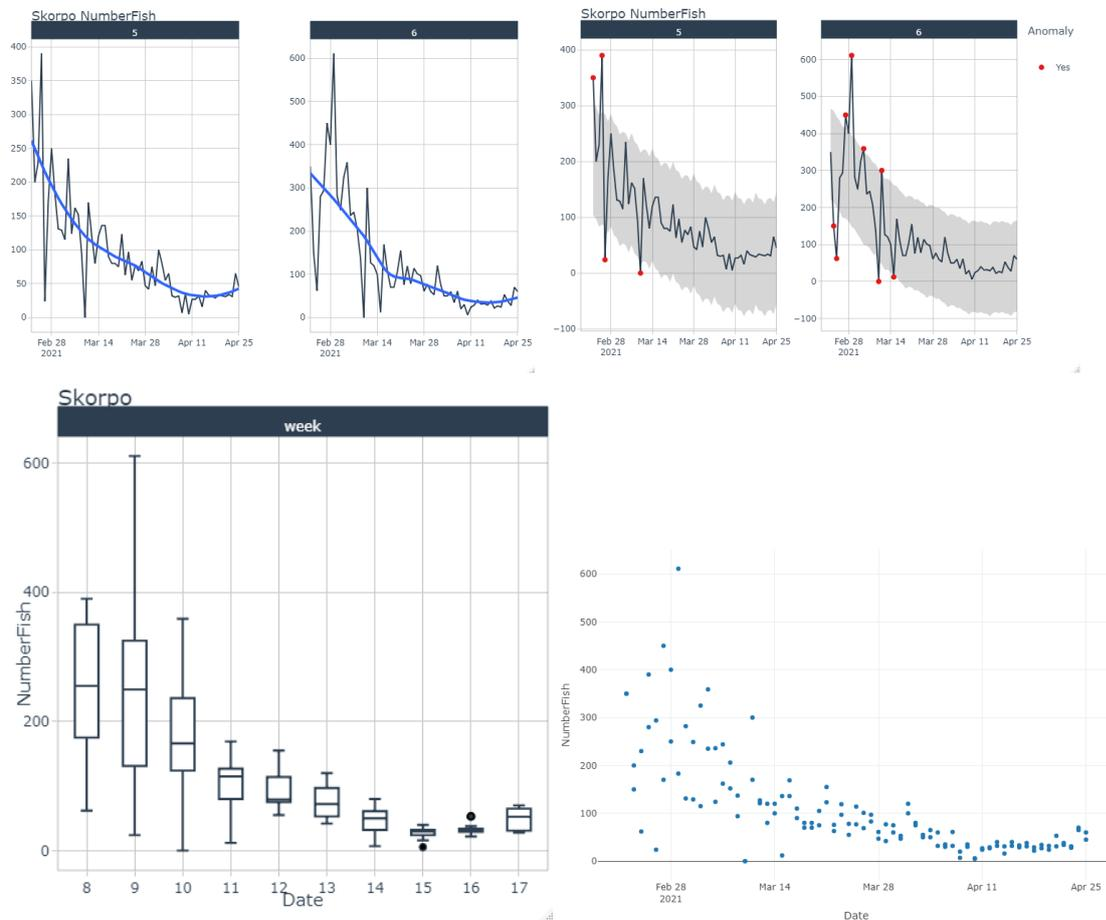 Skorpo NumberFish
5
6
400
350
300
250
200
150
100
50
0
600
500
400
300
200
100
0
Feb 28
2021
Mar 14
Mar 28
Apr 11
Apr 25
Feb 28
2021
Mar 14
Mar 28
Apr 11
Apr 25
Skorpo NumberFish
5
6
Anomaly
Yes
400
300
200
100
0
−100
600
500
400
300
200
100
0
−100
Feb 28
2021
Mar 14
Mar 28
Apr 11
Apr 25
Feb 28
2021
Mar 14
Mar 28
Apr 11
Apr 25
Skorpo
week
NumberFish
600
400
200
0
8
9
10
11
12
13
14
15
16
17
Date
NumberFish
600
500
400
300
200
100
0
Feb 28
2021
Mar 14
Mar 28
Apr 11
Apr 25
Date